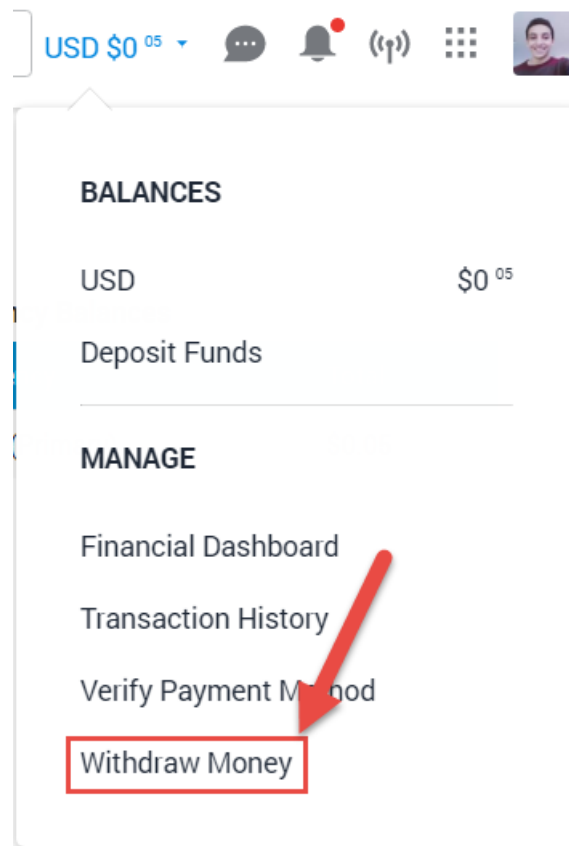 USD $0 05
BALANCES
USD $0 05
Deposit Funds
MANAGE
Financial Dashboard
Transaction History
Verify Payment Method
Withdraw Money